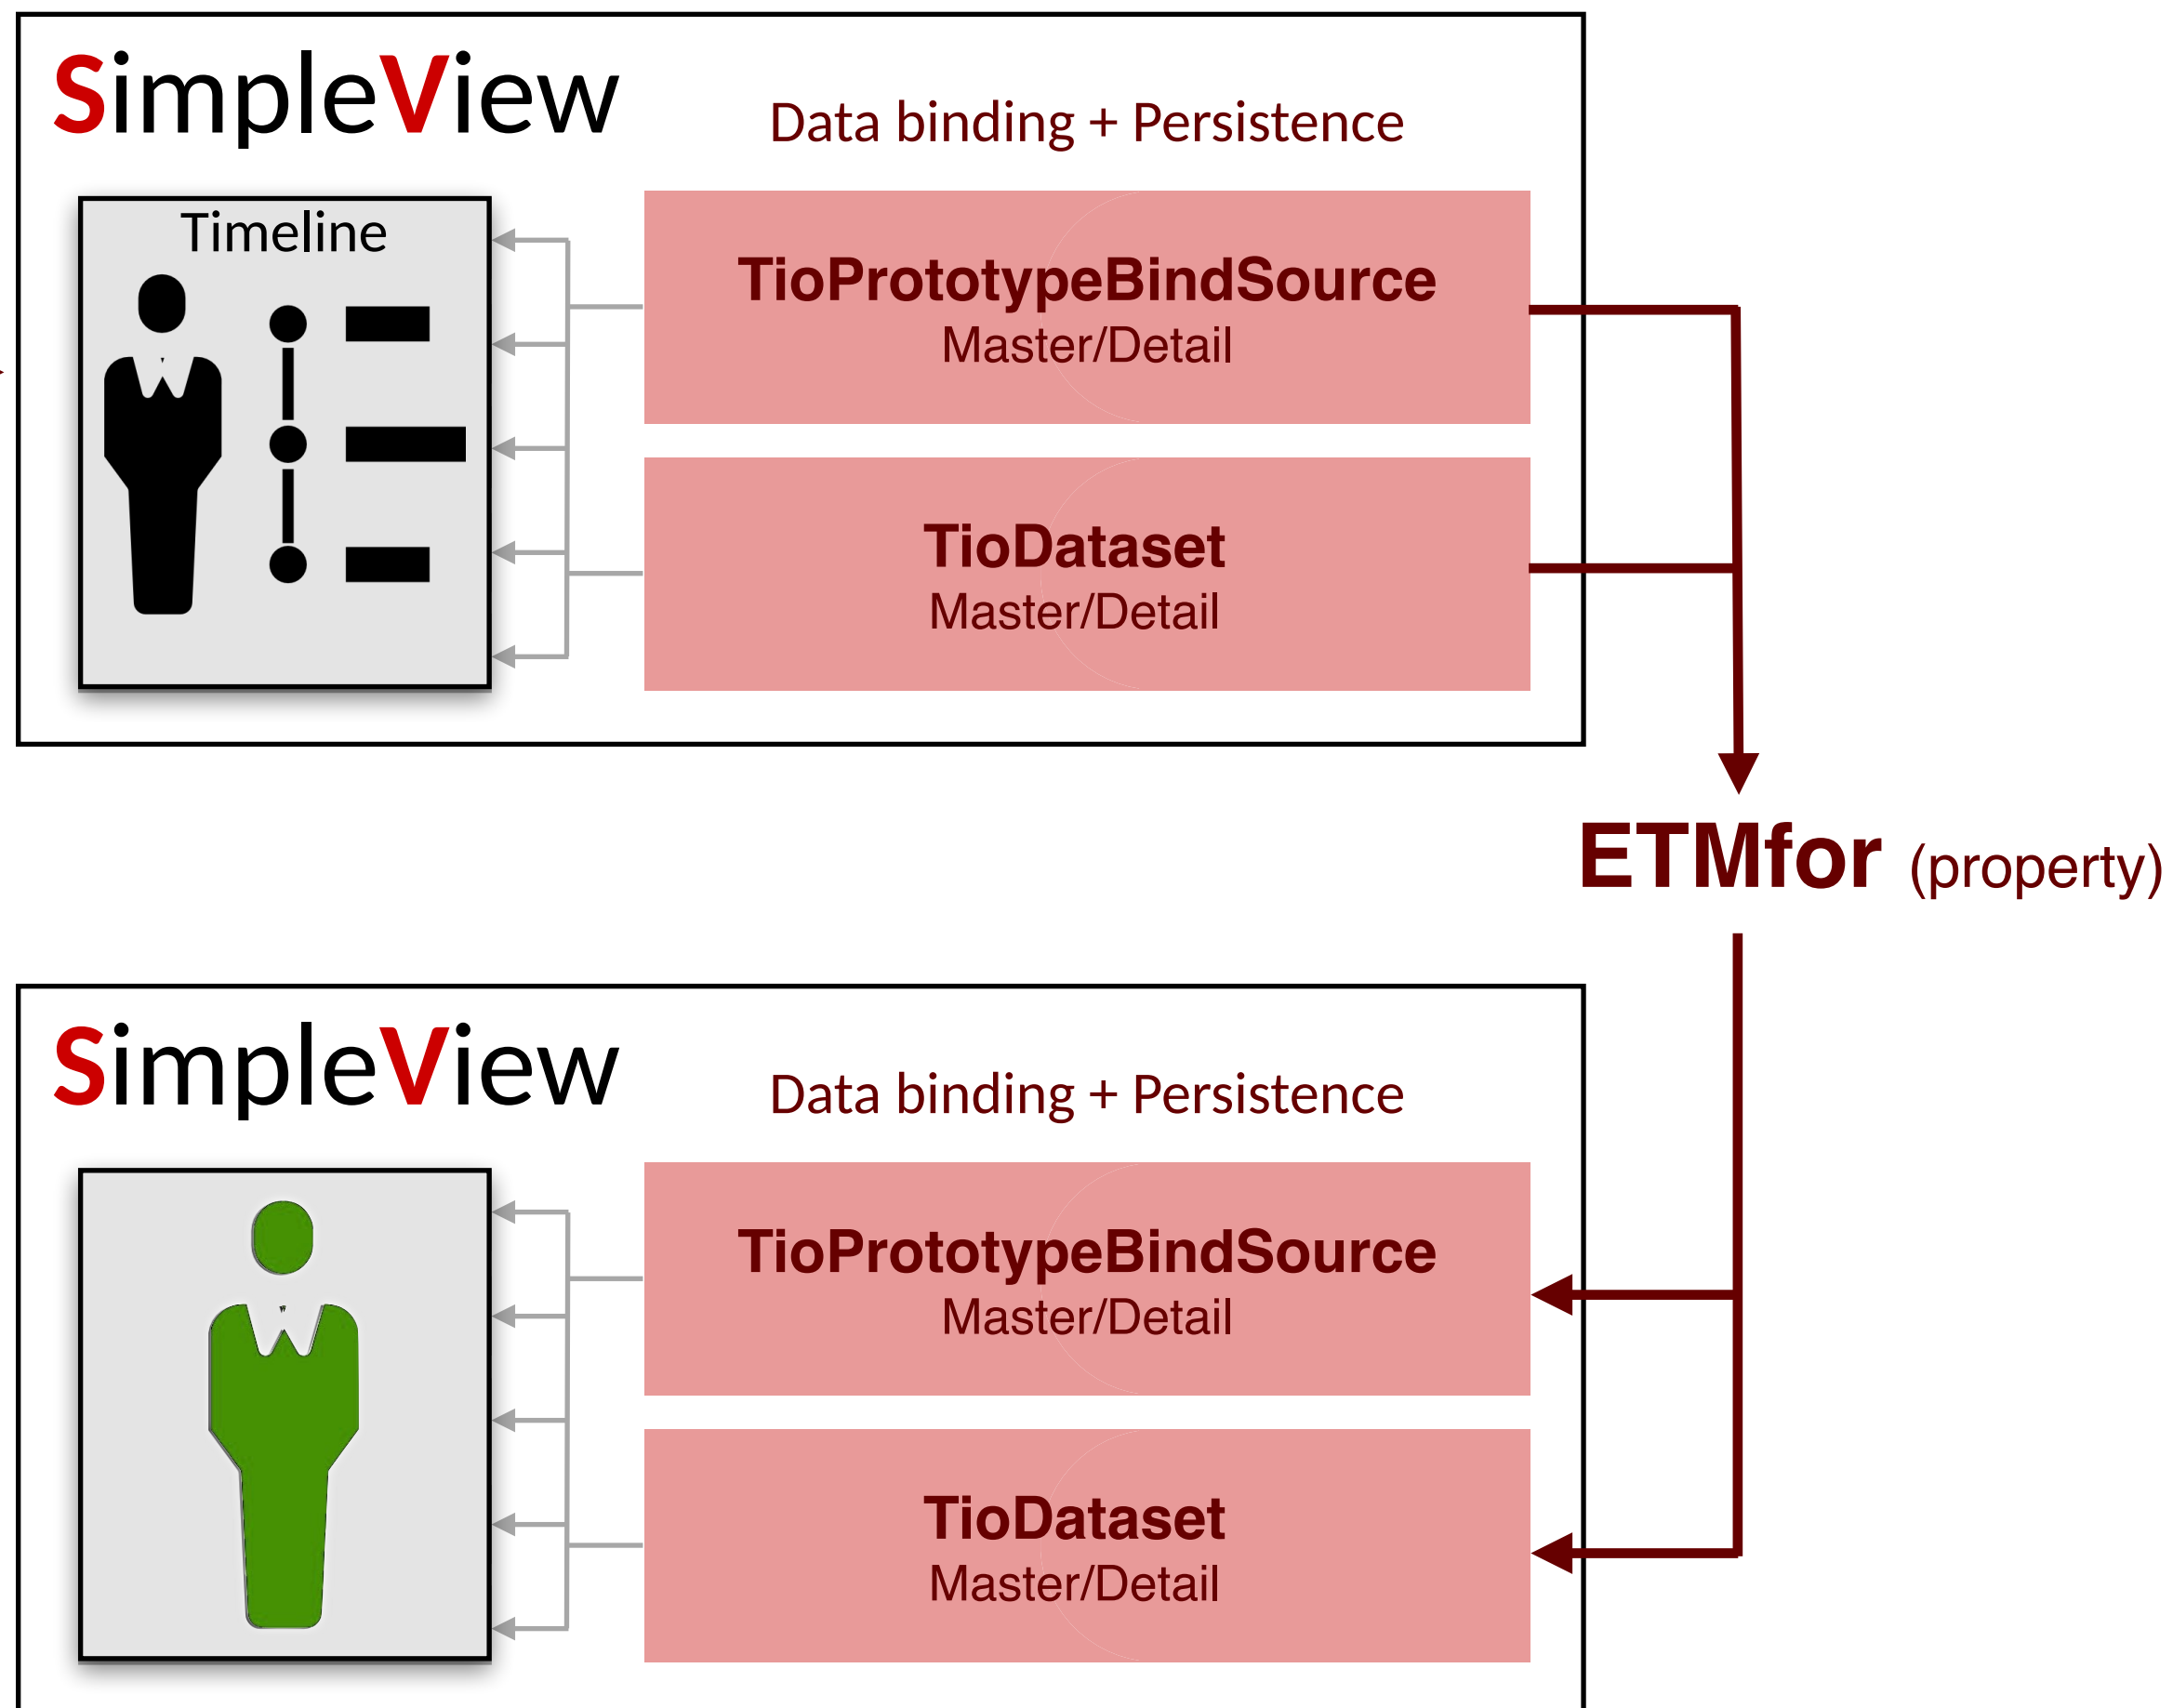 SimpleView
Data binding + Persistence
Timeline
TioPrototypeBindSource
Master/Detail
TioDataset
Master/Detail
ETMfor (property)
SimpleView
Data binding + Persistence
TioPrototypeBindSource
Master/Detail
TioDataset
Master/Detail